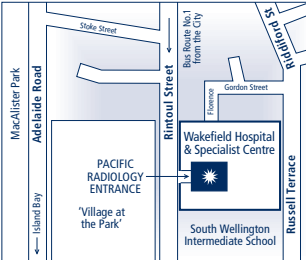 Stoke Street
Bus Route No.1
from the City
Riddiford St
MacAlister Park
Adelaide Road
Rintoul Street
Florence
Gordon Street
Wakefield Hospital
& Specialist Centre
PACIFIC
RADIOLOGY
ENTRANCE
Island Bay
'Village at
the Park'
Russell Terrace
South Wellington
Intermediate School